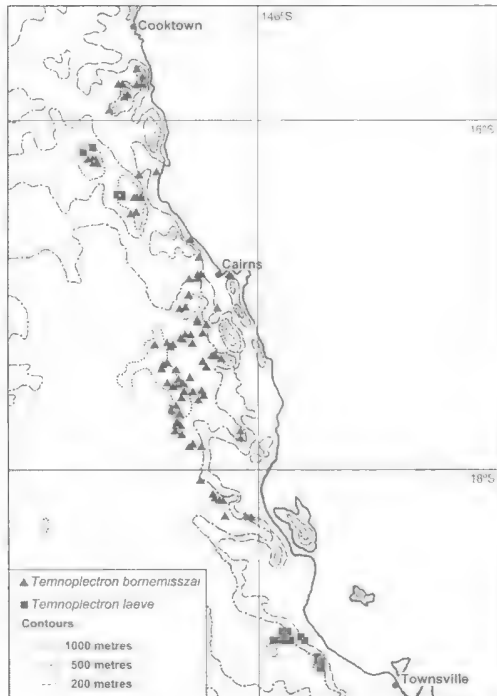 146°S
Cooktown
16°S
Cairns
18°S
Temnoplectron bornemisszai
Temnoplectron laeve
Contours
1000 metres
500 metres
200 metres
Townsville